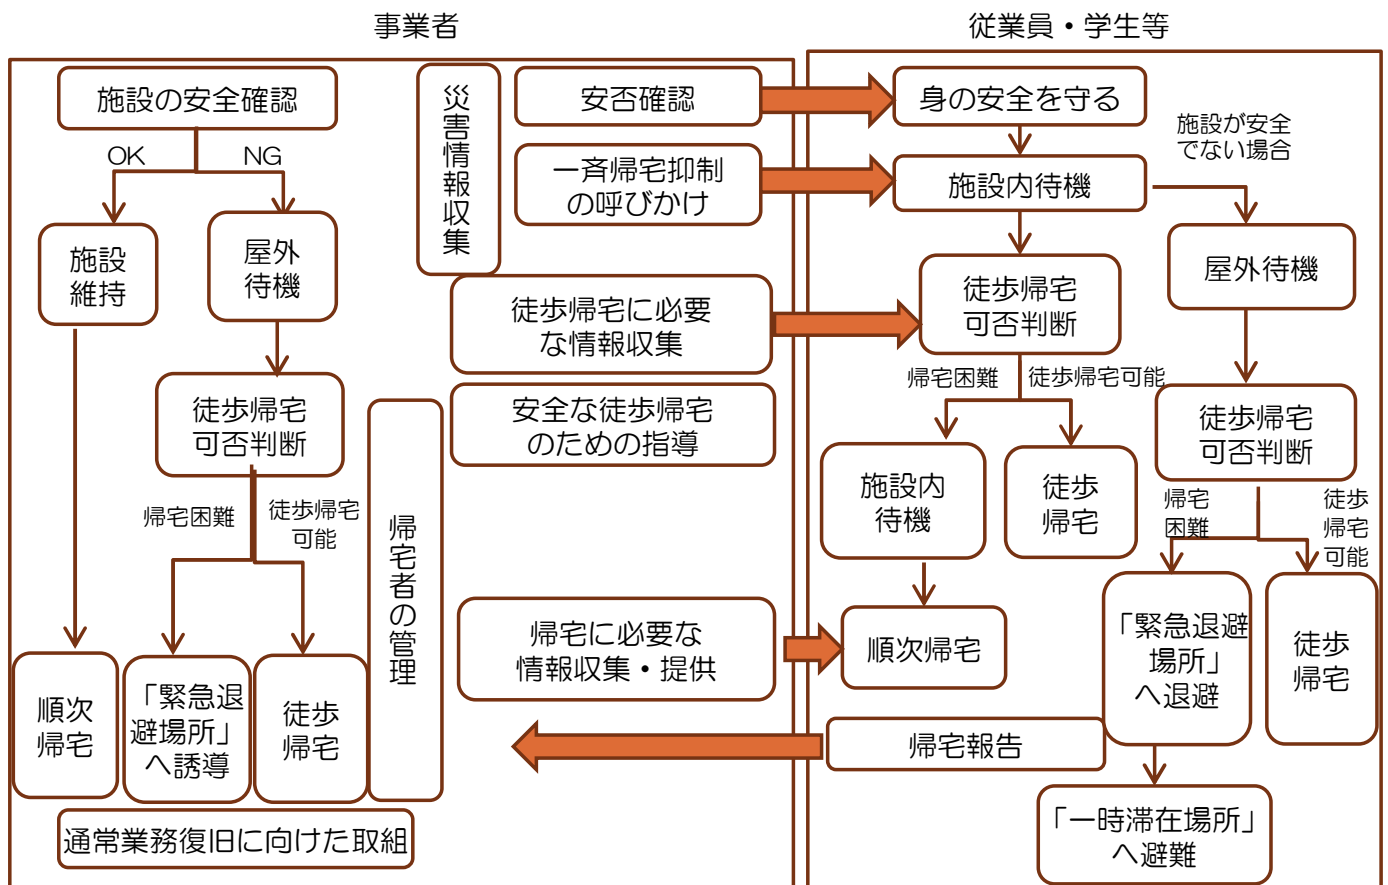 事業者
施設の安全確認
OK
NG
施設
維持
屋外
待機
徒歩帰宅
可否判断
帰宅困難
徒歩帰宅
可能
順次
帰宅
「緊急退
避場所」
へ誘導
徒歩
帰宅
通常業務復旧に向けた取組
災害情報収集
帰宅者の管理
安否確認
一斉帰宅抑制
の呼びかけ
徒歩帰宅に必要
な情報収集
安全な徒歩帰宅
のための指導
帰宅に必要な
情報収集・提供
従業員・学生等
身の安全を守る
施設内待機
施設が安全
でない場合
徒歩帰宅
可否判断
帰宅困難
徒歩帰宅可能
施設内
待機
徒歩
帰宅
順次帰宅
帰宅報告
屋外待機
徒歩帰宅
可否判断
帰宅
困難
徒歩
帰宅
可能
「緊急退避
場所」
へ退避
徒歩
帰宅
「一時滞在場所」
へ避難